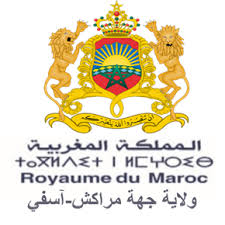 المملكة المغربية
ⵜⴰⴳⵍⴷⵉⵜ ⵏ ⵍⵎⵖⵔⵉⴱ
Royaume du Maroc
ولاية جهة مراكش-آسفي